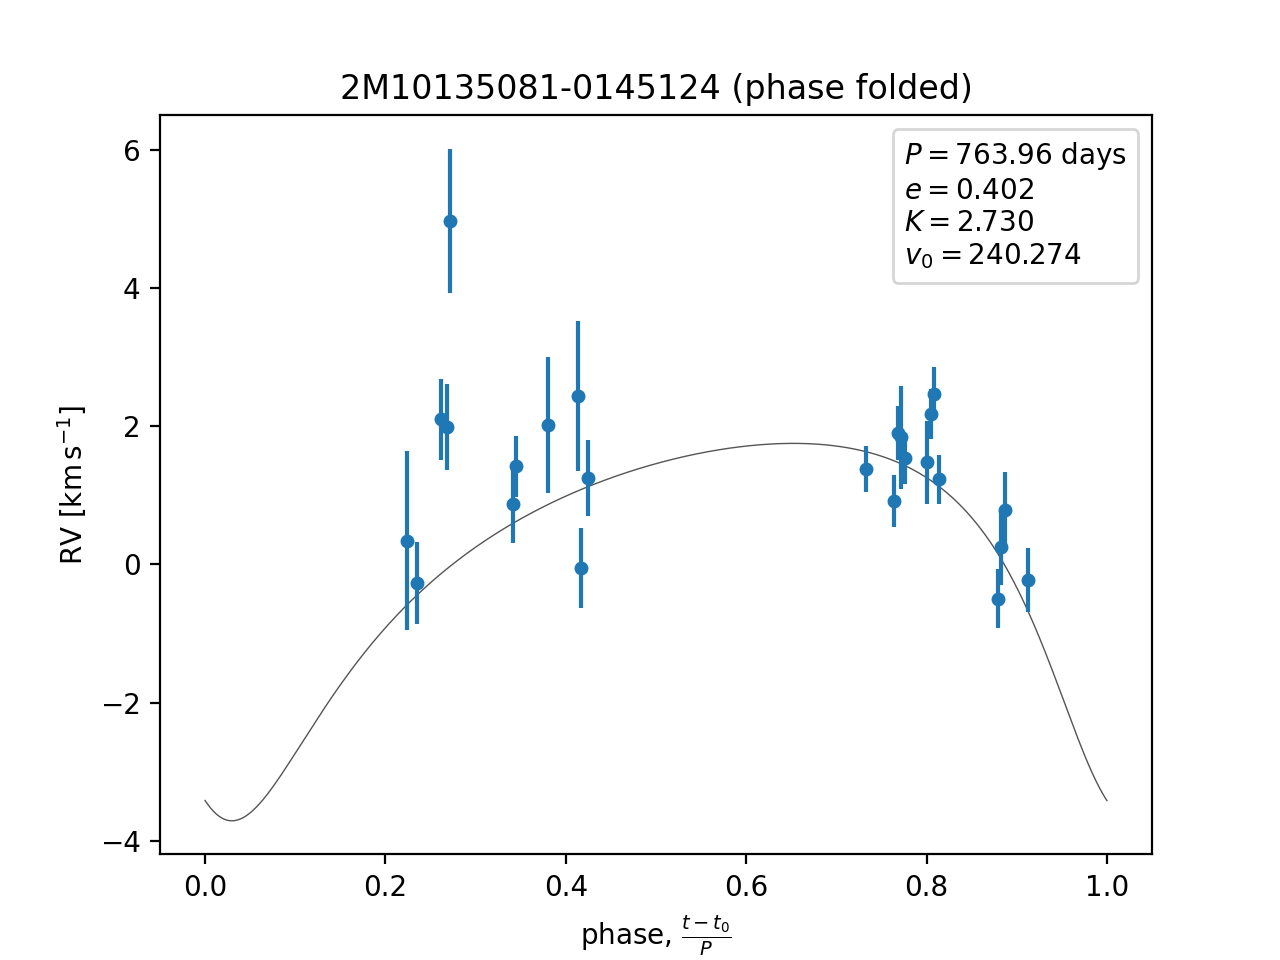 2M10135081-0145124 (phase folded)
P = 763.96 days
e = 0.402
K = 2.730
v₀ = 240.274
RV [km s⁻¹]
6
4
2
0
−2
−4
0.0 0.2 0.4 0.6 0.8 1.0
phase, (t − t₀)/P